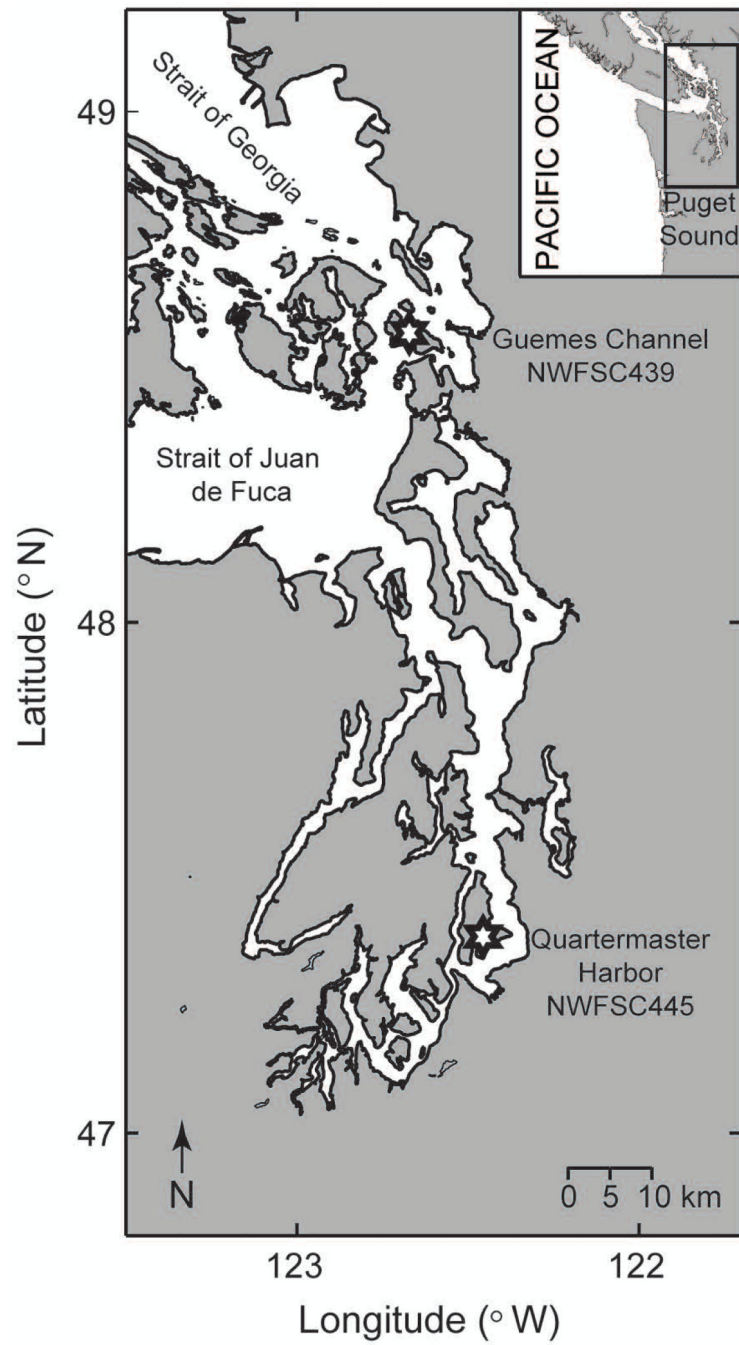 Strait of Georgia
PACIFIC OCEAN
Puget
Sound
Guemes Channel
NWFSC439
Strait of Juan
de Fuca
Quartermaster
Harbor
NWFSC445
N
0 5 10 km
49
48
47
Latitude (°N)
123 122
Longitude (°W)